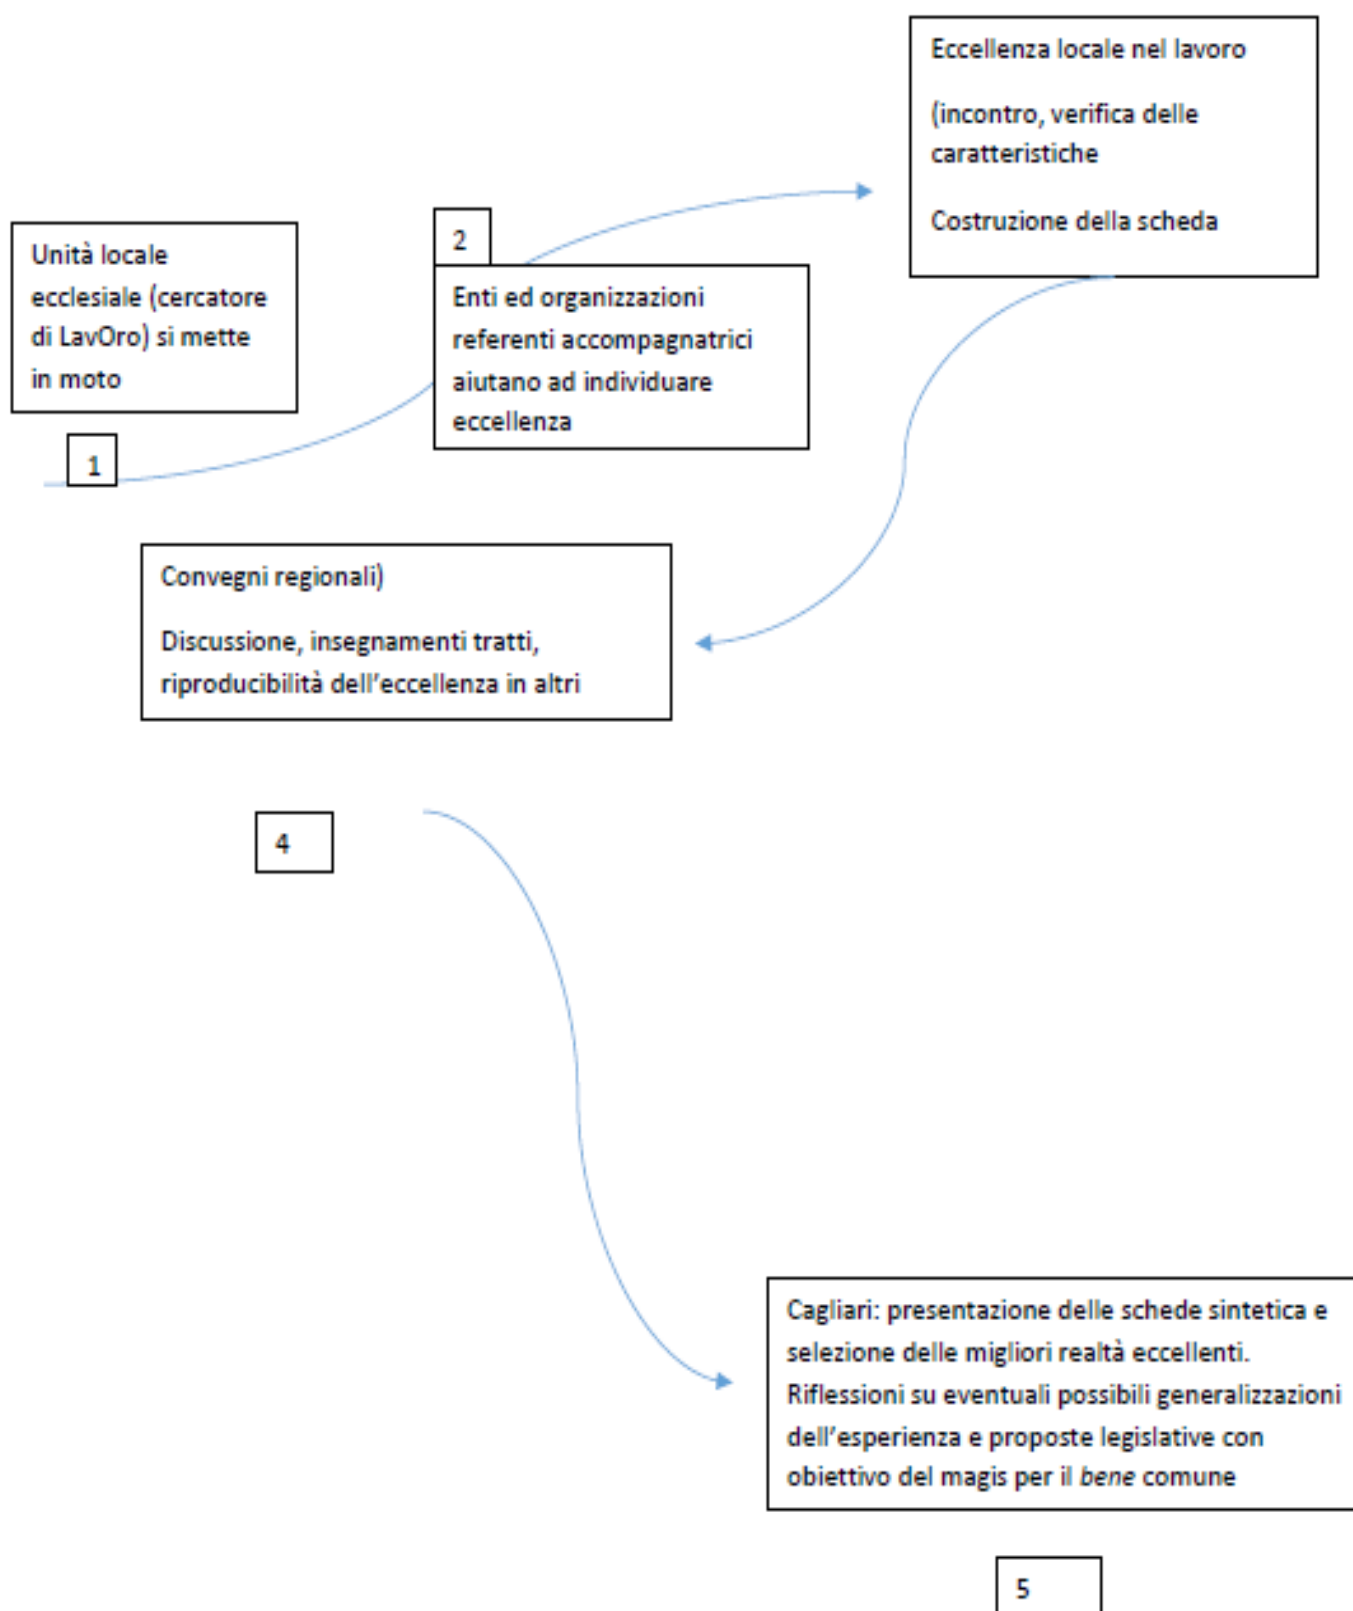 Unità locale
ecclesiale (cercatore
di LavOro) si mette
in moto
1
2
Enti ed organizzazioni
referenti accompagnatrici
aiutano ad individuare
eccellenza
Eccellenza locale nel lavoro
(incontro, verifica delle
caratteristiche
Costruzione della scheda
Convegni regionali)
Discussione, insegnamenti tratti,
riproducibilità dell'eccellenza in altri
4
Cagliari: presentazione delle schede sintetica e
selezione delle migliori realtà eccellenti.
Riflessioni su eventuali possibili generalizzazioni
dell'esperienza e proposte legislative con
obiettivo del magis per il bene comune
5